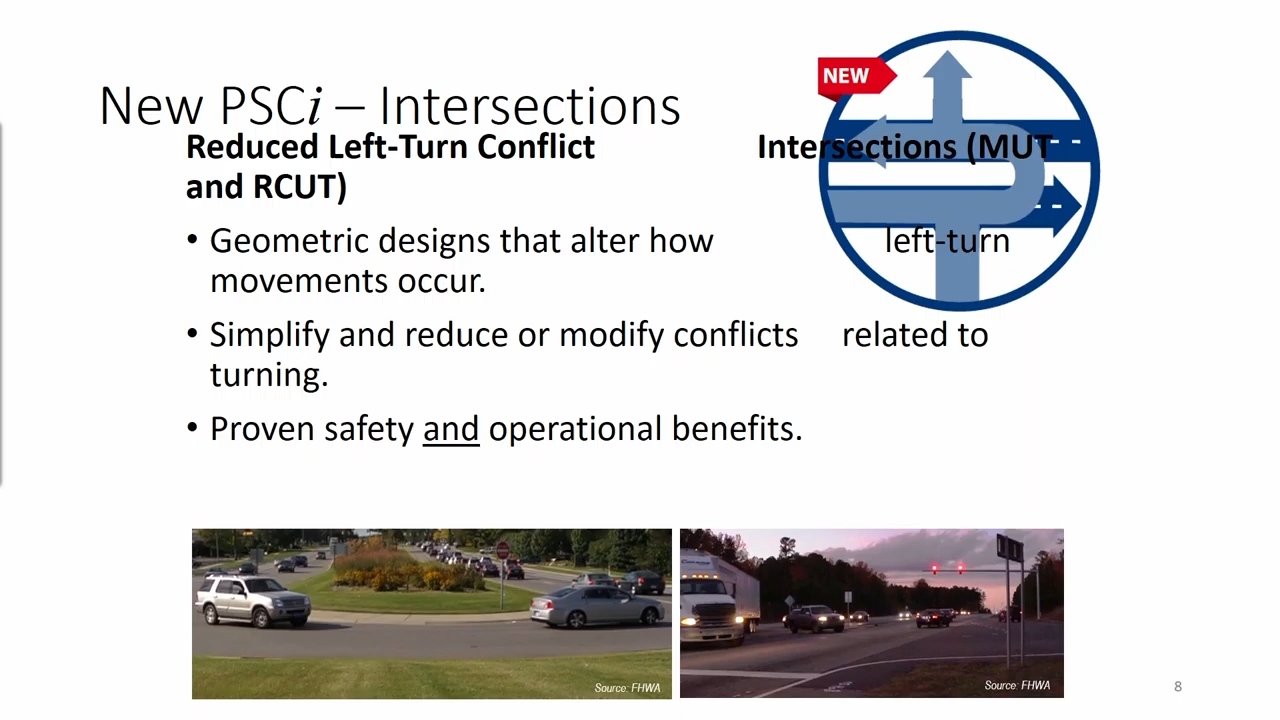 NEW
New PSCi – Intersections
Reduced Left-Turn Conflict Intersections (MUT
and RCUT)
• Geometric designs that alter how left-turn
movements occur.
• Simplify and reduce or modify conflicts related to
turning.
• Proven safety and operational benefits.
Source: FHWA
Source: FHWA
8